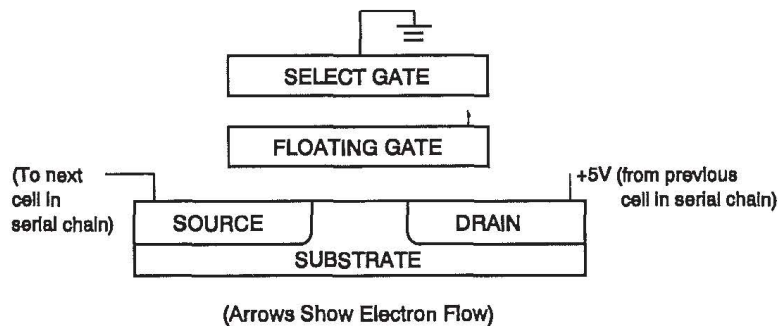 SELECT GATE
FLOATING GATE
(To next
cell in
serial chain)
+5V (from previous
cell in serial chain)
SOURCE
DRAIN
SUBSTRATE
(Arrows Show Electron Flow)